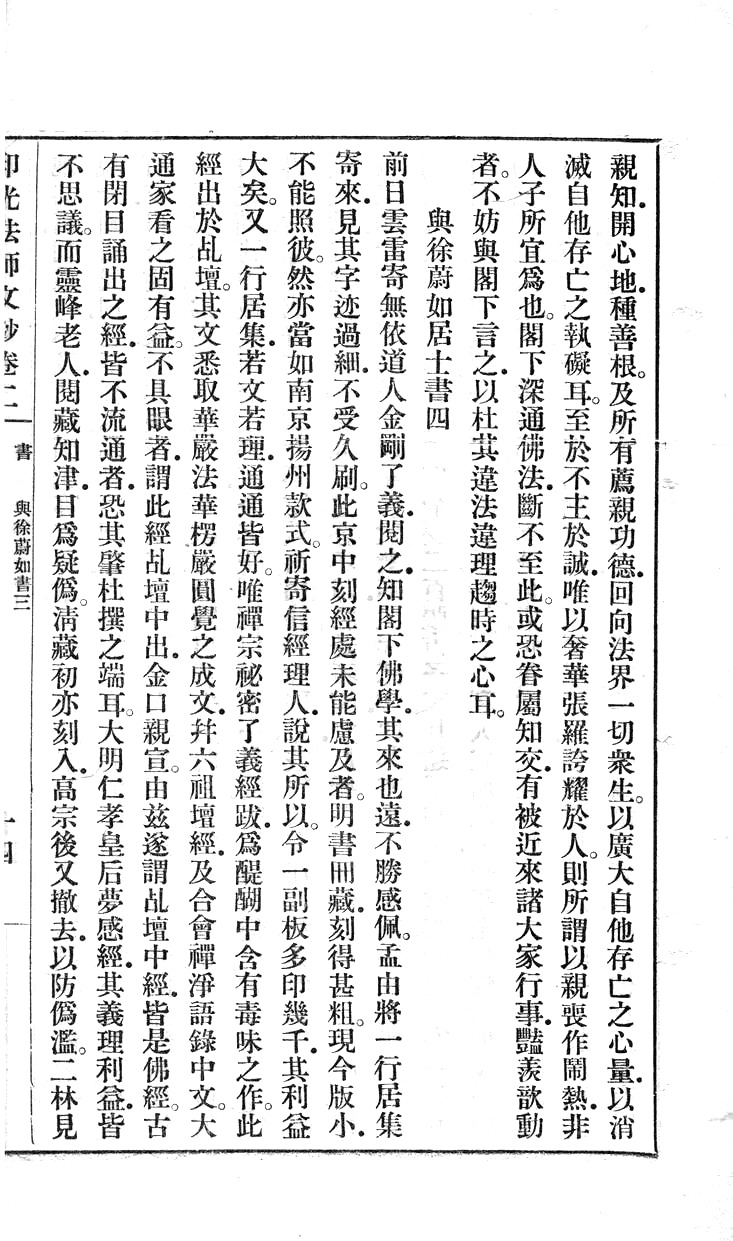 親知．開心地．種善根。及所有薦親功德．回向法界一切衆生。以廣大自他存亡之心量．以消
滅自他存亡之執礙耳。至於不主於誠．唯以奢華張羅誇耀於人。則所謂以親喪作鬧熱．非
人子所宜爲也。閣下深通佛法．斷不至此。或恐眷屬知交．有被近來諸大家行事．豔羨歆動
者。不妨與閣下言之．以杜其違法違理趨時之心耳。
與徐蔚如居士書四
前日雲雷寄無依道人金剛了義．閱之．知閣下佛學．其來也遠．不勝感佩。孟由將一行居集
寄來．見其字迹過細．不受久刷。此京中刻經處未能慮及者。明書冊藏．刻得甚粗。現今版小．
不能照彼。然亦當如南京揚州款式。祈寄信經理人．說其所以。令一副板多印幾千．其利益
大矣。又一行居集．若文若理．通通皆好。唯禪宗祕密了義經跋．爲醍醐中含有毒味之作。此
經出於乩壇。其文悉取華嚴法華楞嚴圓覺之成文．幷六祖壇經．及合會禪淨語錄中文。大
通家看之固有益。不具眼者．謂此經乩壇中出．金口親宣。由茲遂謂乩壇中經．皆是佛經。古
有閉目誦出之經．皆不流通者．恐其肇杜撰之端耳。大明仁孝皇后夢感經．其義理利益．皆
不思議。而靈峰老人．閱藏知津．目爲疑僞。淸藏初亦刻入．高宗後又撤去．以防僞濫。二林見
印光法師文鈔卷二　書　與徐蔚如書三　十四